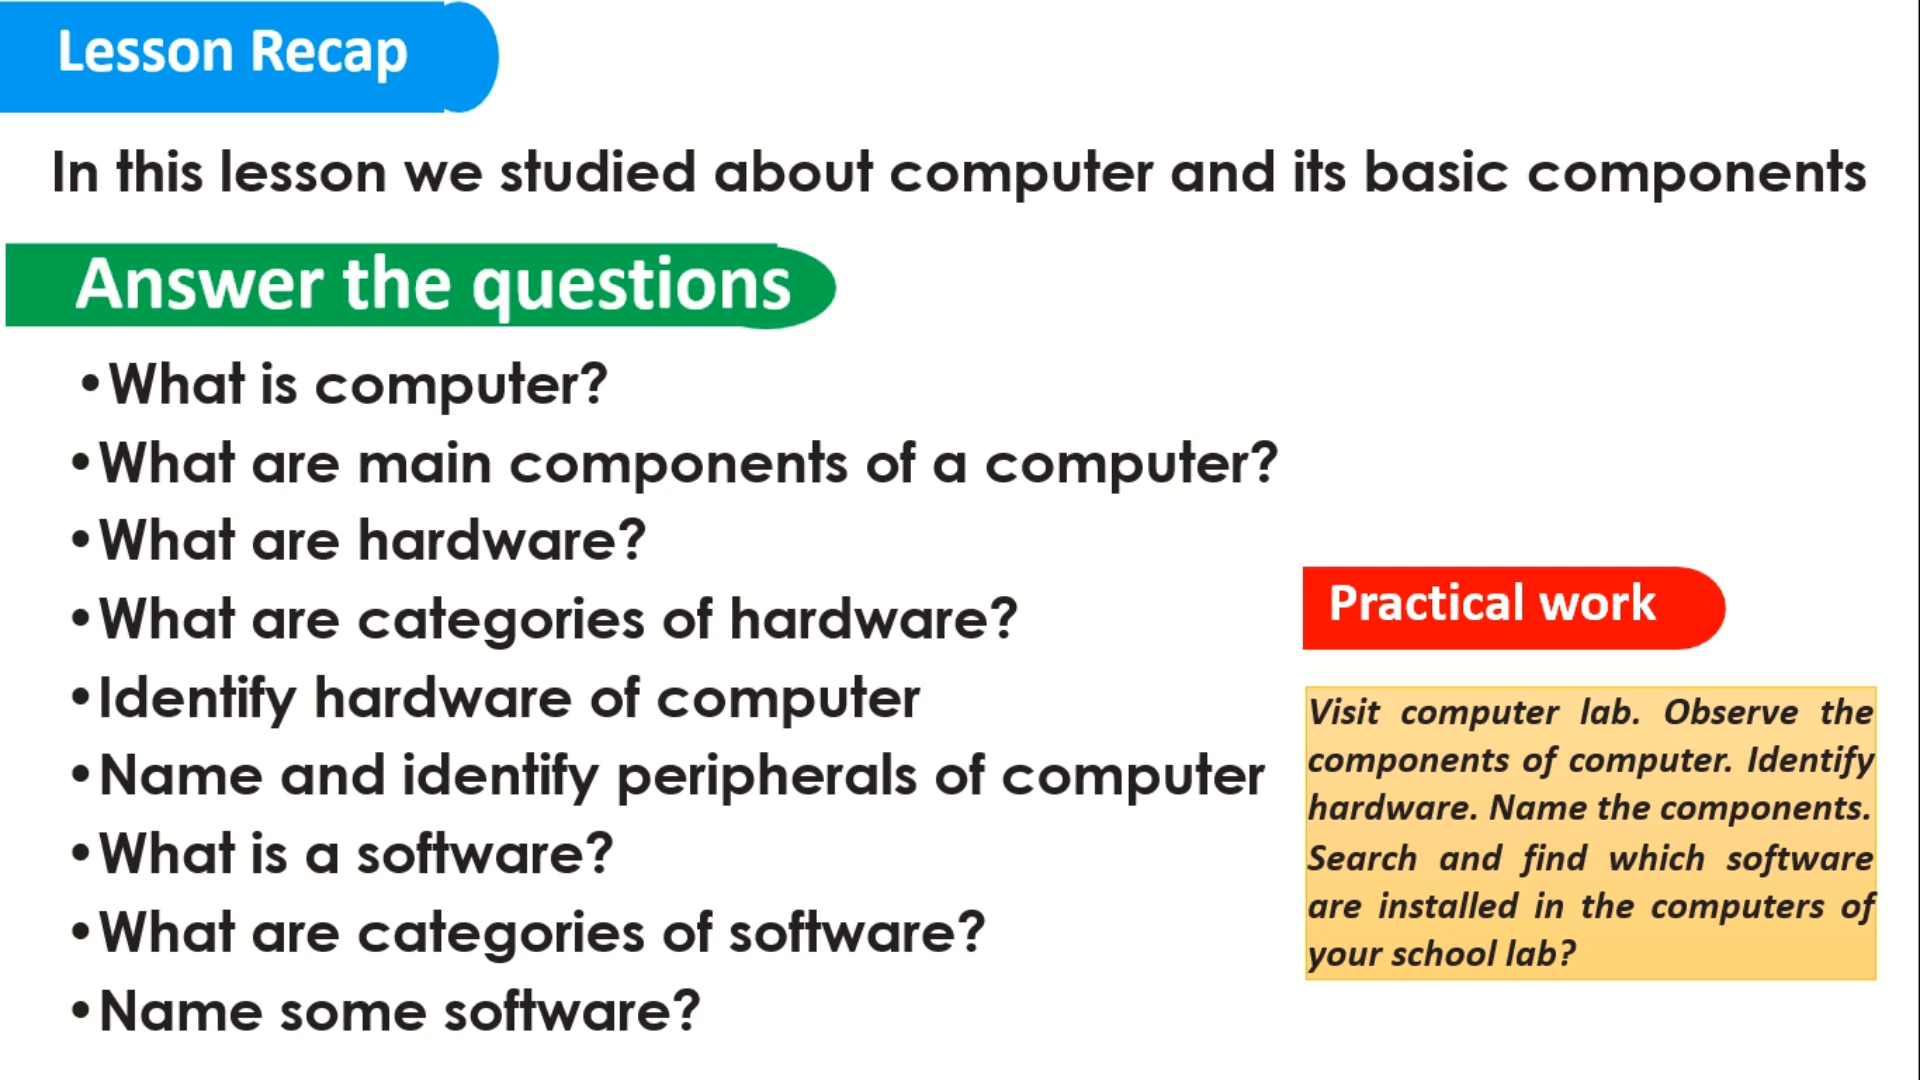 Lesson Recap
In this lesson we studied about computer and its basic components
Answer the questions
•What is computer?
•What are main components of a computer?
•What are hardware?
•What are categories of hardware?
•Identify hardware of computer
•Name and identify peripherals of computer
•What is a software?
•What are categories of software?
•Name some software?
Practical work
Visit computer lab. Observe the
components of computer. Identify
hardware. Name the components.
Search and find which software
are installed in the computers of
your school lab?